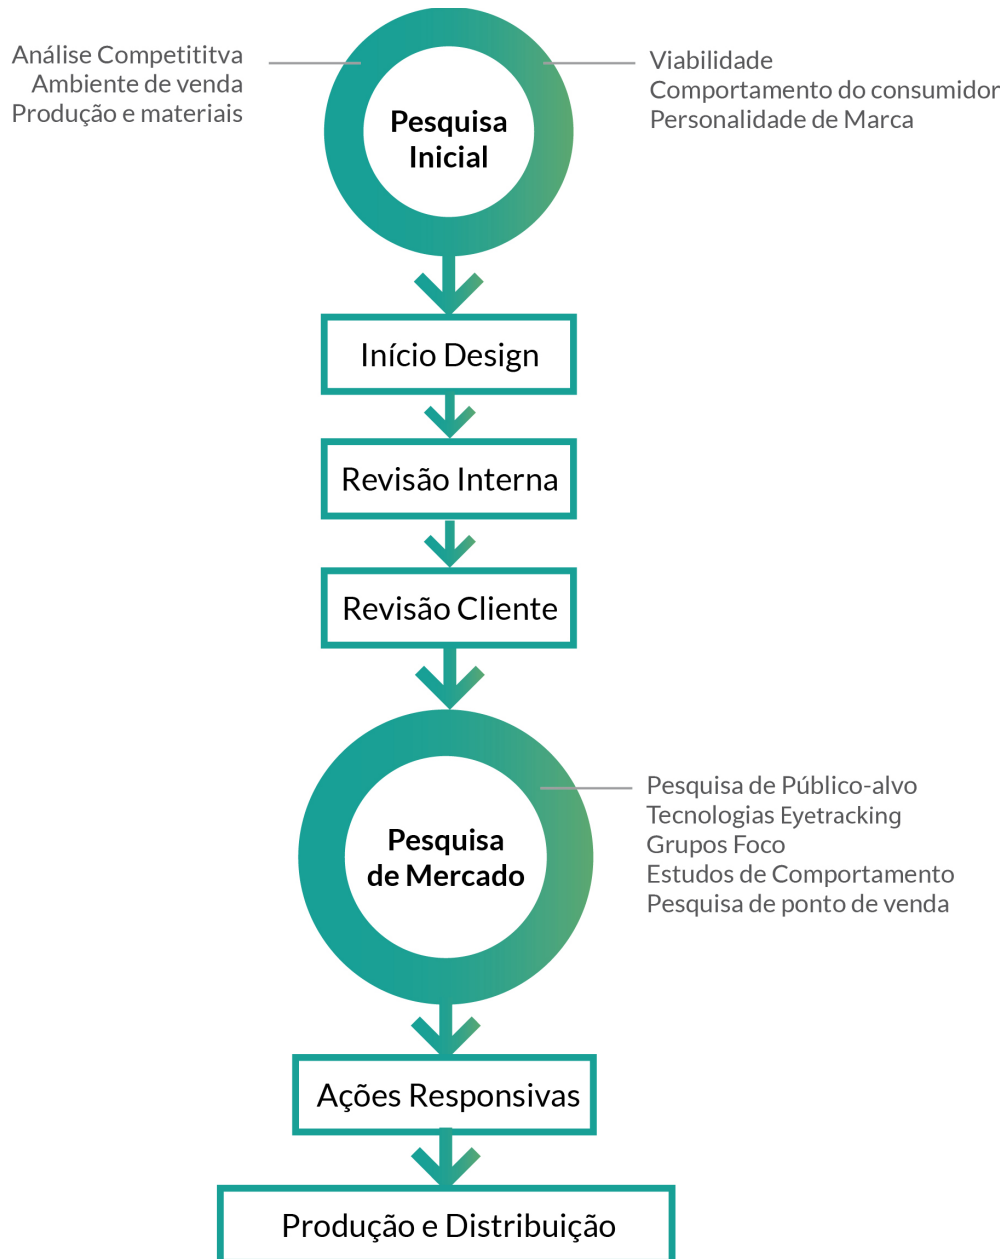 Análise Competititva
Ambiente de venda
Produção e materiais
Pesquisa
Inicial
Viabilidade
Comportamento do consumidor
Personalidade de Marca
Início Design
Revisão Interna
Revisão Cliente
Pesquisa
de Mercado
Pesquisa de Público-alvo
Tecnologias Eyetracking
Grupos Foco
Estudos de Comportamento
Pesquisa de ponto de venda
Ações Responsivas
Produção e Distribuição